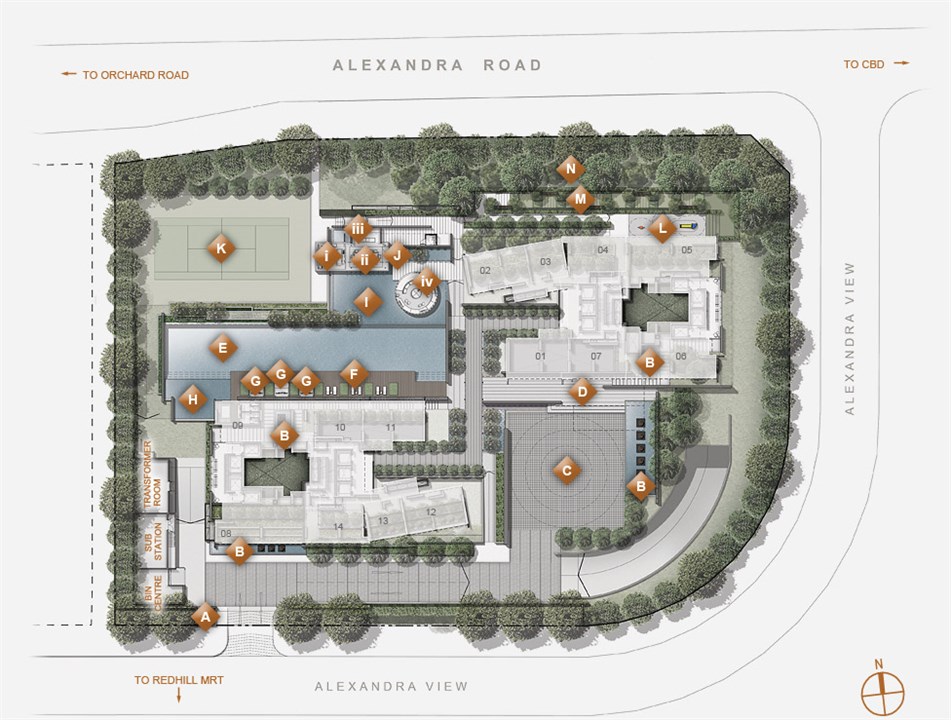 ALEXANDRA ROAD
TO ORCHARD ROAD
TO CBD
N
M
K
iii
L
i
ii
J
iv
I
02
03
04
05
E
01
07
B
06
G
G
G
F
H
D
09
B
10
11
C
B
08
14
13
12
B
TRANSFORMER
ROOM
SUB
STATION
BIN
CENTRE
A
ALEXANDRA VIEW
TO REDHILL MRT
ALEXANDRA VIEW
N